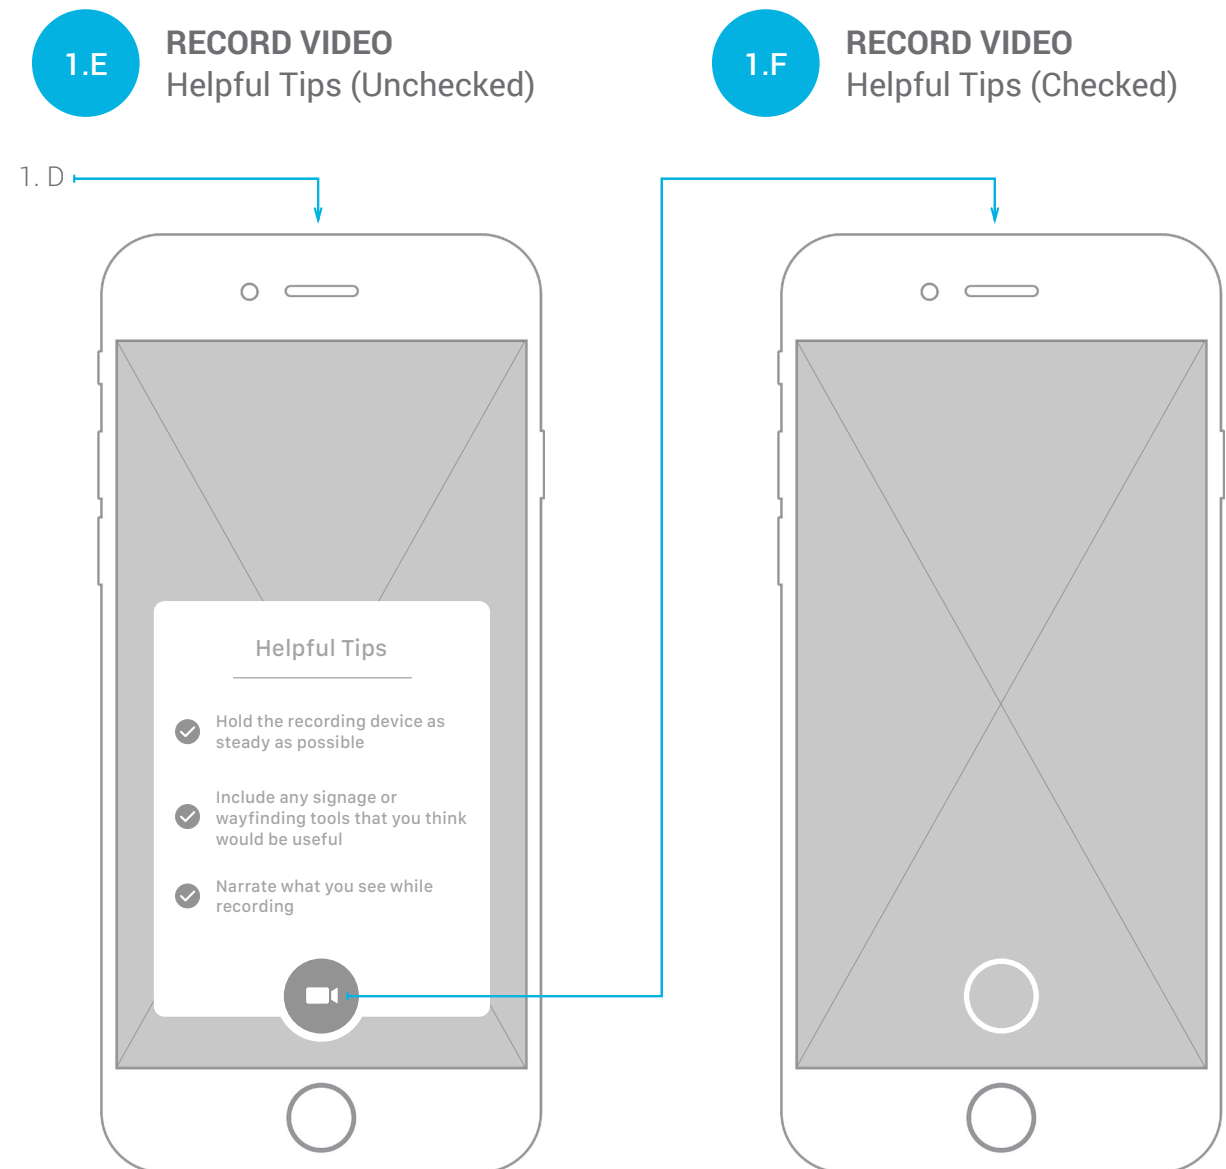 1.E
RECORD VIDEO
Helpful Tips (Unchecked)
1.F
RECORD VIDEO
Helpful Tips (Checked)
1. D
Helpful Tips
Hold the recording device as
steady as possible
Include any signage or
wayfinding tools that you think
would be useful
Narrate what you see while
recording